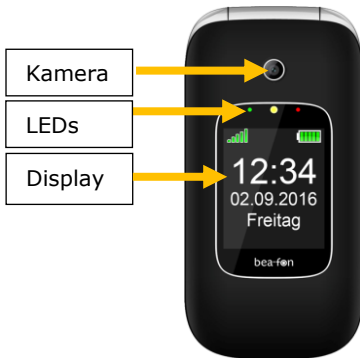 Kamera
LEDs
Display
12:34
02.09.2016
Freitag
bea-fon